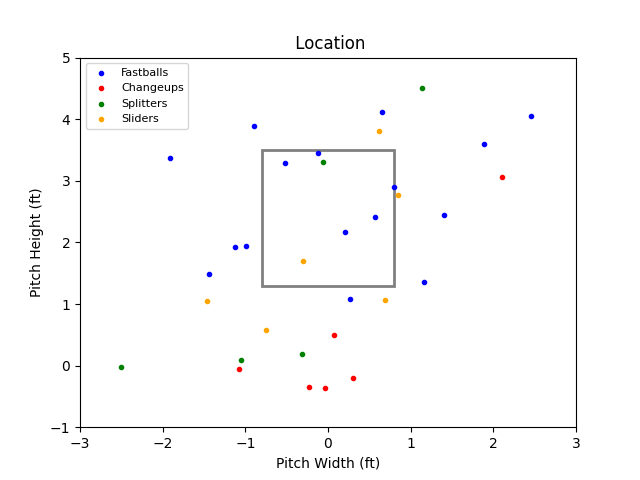 Location
Fastballs
Changeups
Splitters
Sliders
Pitch Height (ft)
5
4
3
2
1
0
−1
−3
−2
−1
0
1
2
3
Pitch Width (ft)